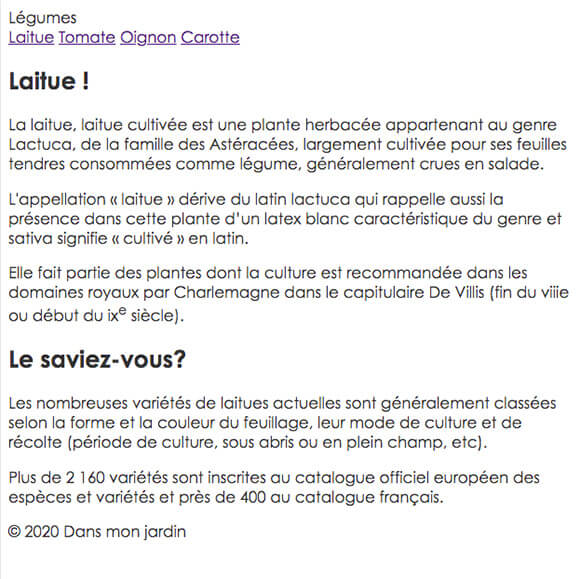 Légumes
Laitue Tomate Oignon Carotte
Laitue !
La laitue, laitue cultivée est une plante herbacée appartenant au genre
Lactuca, de la famille des Astéracées, largement cultivée pour ses feuilles
tendres consommées comme légume, généralement crues en salade.
L'appellation « laitue » dérive du latin lactuca qui rappelle aussi la
présence dans cette plante d'un latex blanc caractéristique du genre et
sativa signifie « cultivé » en latin.
Elle fait partie des plantes dont la culture est recommandée dans les
domaines royaux par Charlemagne dans le capitulaire De Villis (fin du viiie
ou début du ixe siècle).
Le saviez-vous?
Les nombreuses variétés de laitues actuelles sont généralement classées
selon la forme et la couleur du feuillage, leur mode de culture et de
récolte (période de culture, sous abris ou en plein champ, etc).
Plus de 2 160 variétés sont inscrites au catalogue officiel européen des
espèces et variétés et près de 400 au catalogue français.
© 2020 Dans mon jardin